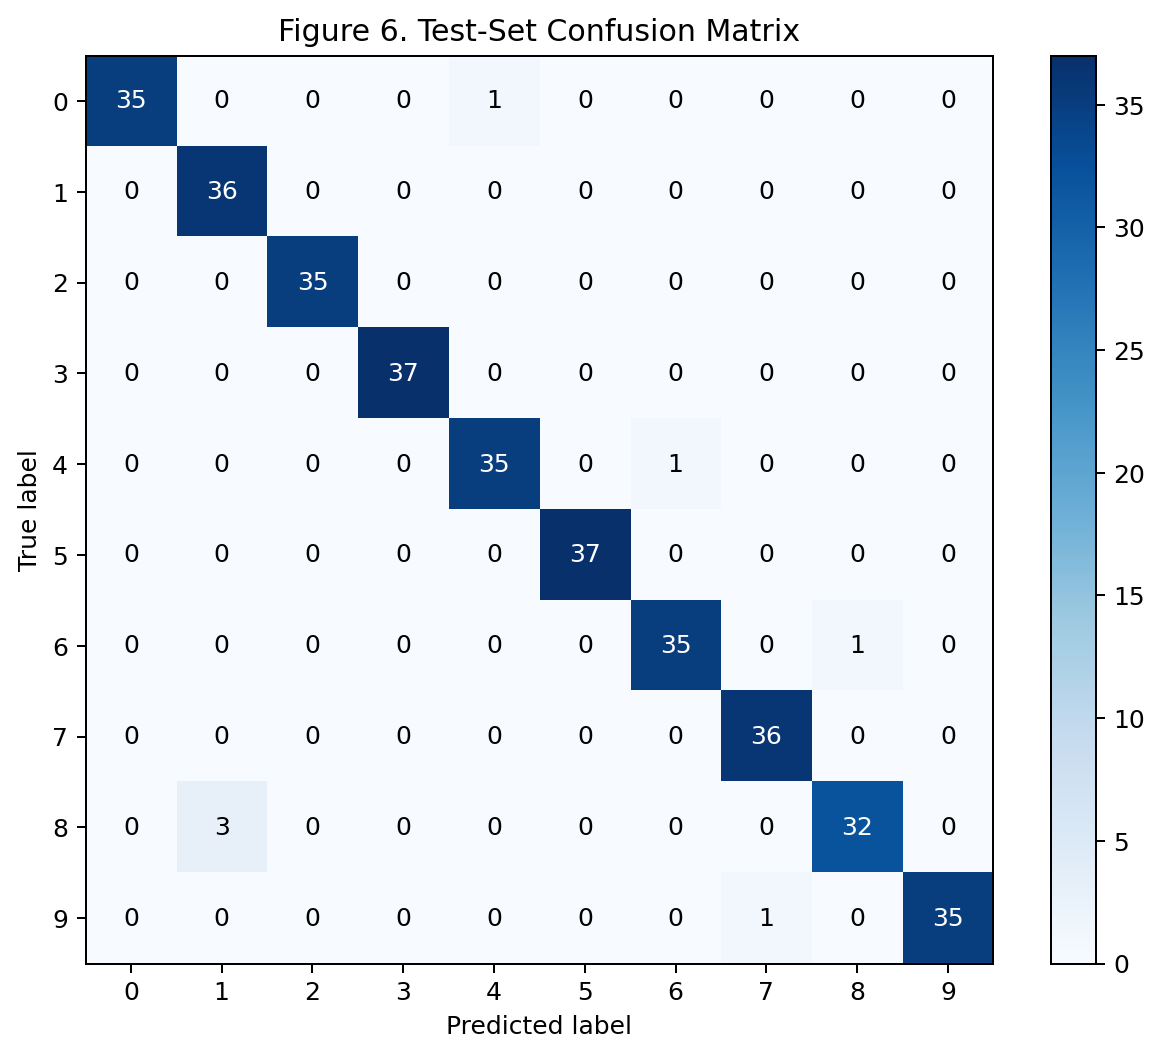 Figure 6. Test-Set Confusion Matrix
0 35 0 0 0 1 0 0 0 0 0
1 0 36 0 0 0 0 0 0 0 0
2 0 0 35 0 0 0 0 0 0 0
3 0 0 0 37 0 0 0 0 0 0
4 0 0 0 0 35 0 1 0 0 0
5 0 0 0 0 0 37 0 0 0 0
6 0 0 0 0 0 0 35 0 1 0
7 0 0 0 0 0 0 0 36 0 0
8 0 3 0 0 0 0 0 0 32 0
9 0 0 0 0 0 0 0 1 0 35
0 1 2 3 4 5 6 7 8 9
Predicted label
True label
35
30
25
20
15
10
5
0